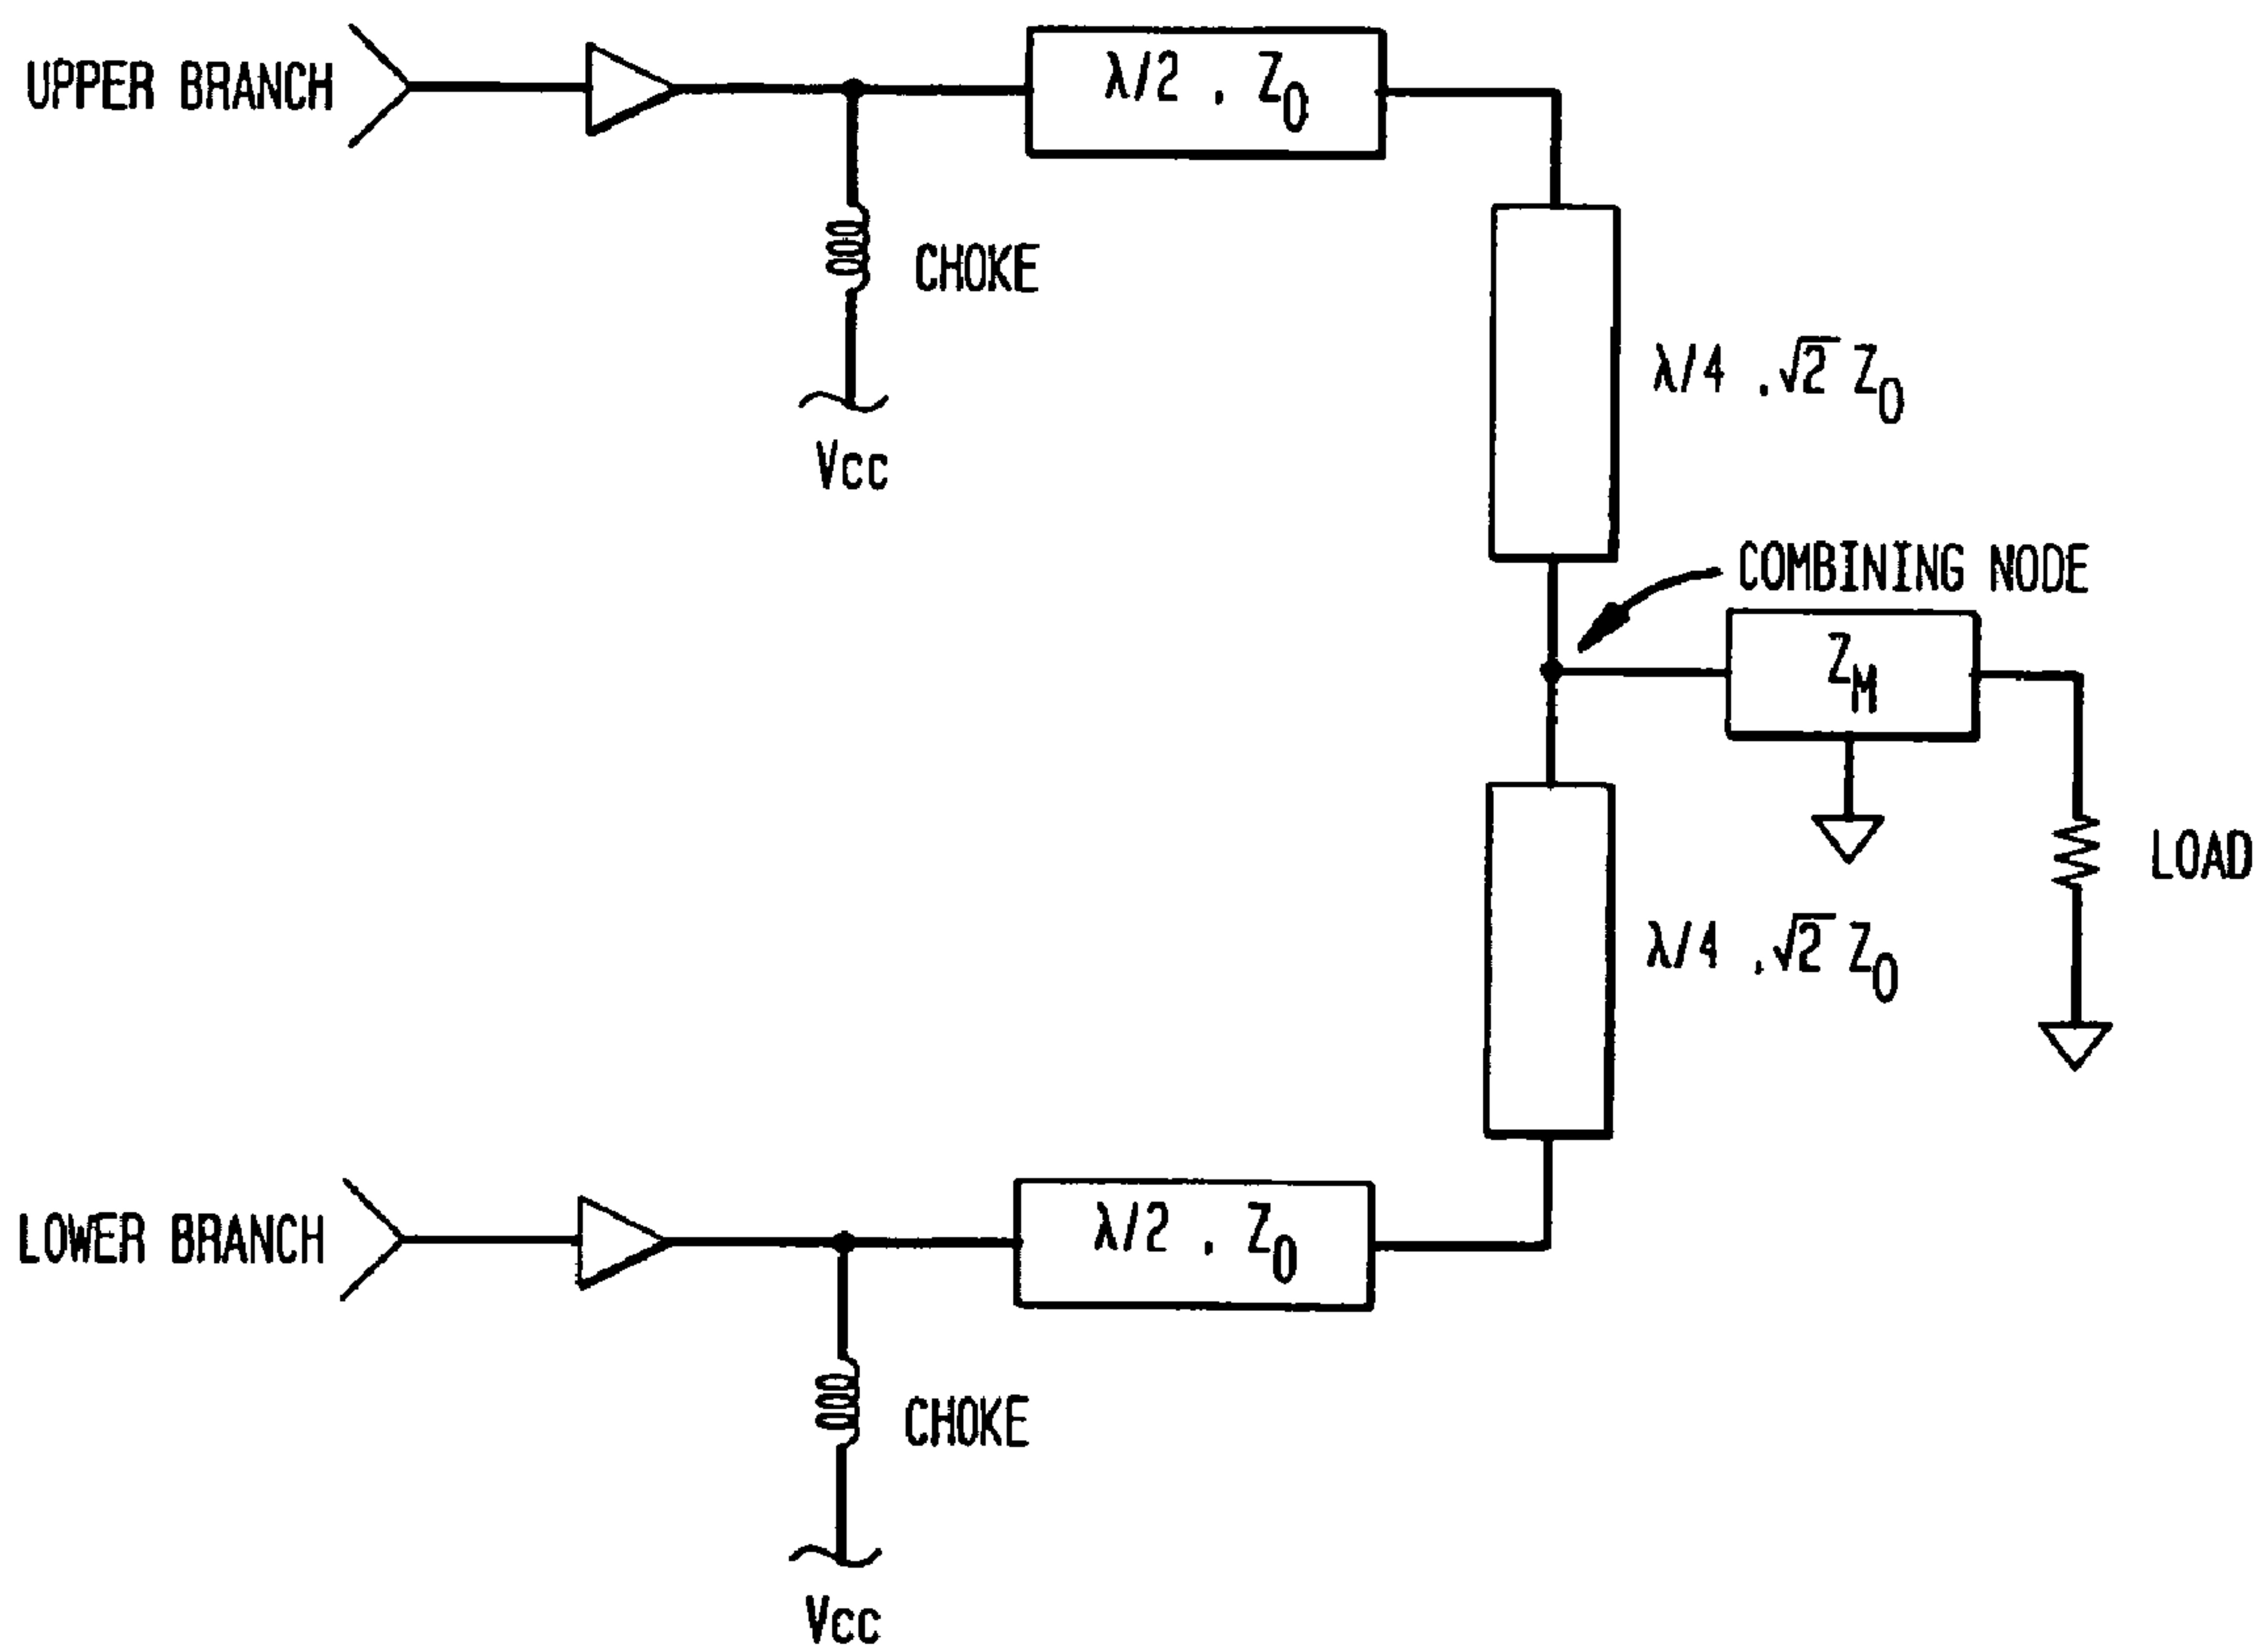 UPPER BRANCH
λ/2 , Z0
CHOKE
Vcc
λ/4 , √2 Z0
COMBINING NODE
ZM
LOAD
λ/4 , √2 Z0
LOWER BRANCH
λ/2 , Z0
CHOKE
Vcc